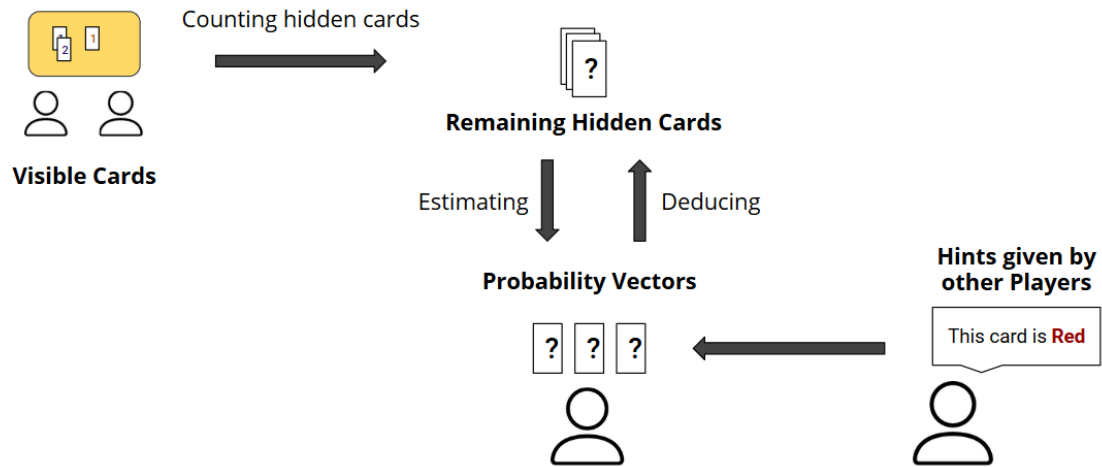 Counting hidden cards
2
1
?
Visible Cards
Remaining Hidden Cards
Estimating
Deducing
Probability Vectors
Hints given by
other Players
This card is Red
? ? ?